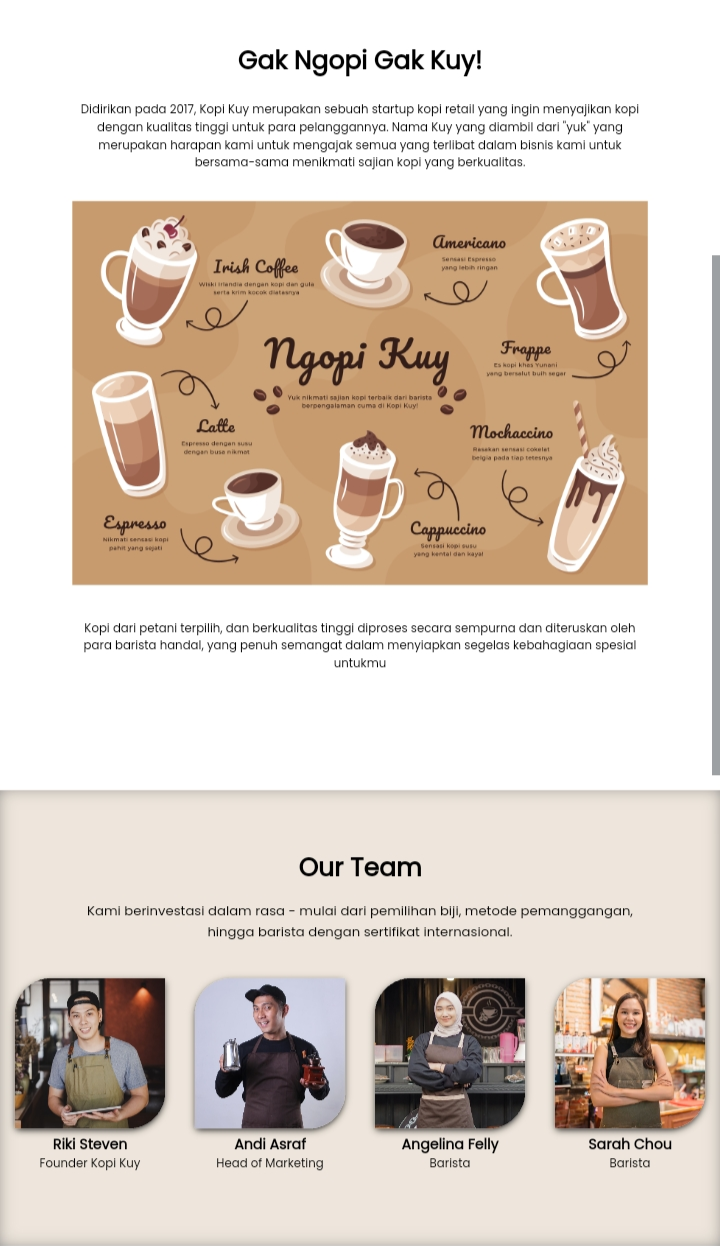 Gak Ngopi Gak Kuy!
Didirikan pada 2017, Kopi Kuy merupakan sebuah startup kopi retail yang ingin menyajikan kopi
dengan kualitas tinggi untuk para pelanggannya. Nama Kuy yang diambil dari "yuk" yang
merupakan harapan kami untuk mengajak semua yang terlibat dalam bisnis kami untuk
bersama-sama menikmati sajian kopi yang berkualitas.
Irish Coffee
Wiski Irlandia dengan kopi dan gula
serta krim kocok diatasnya
Americano
Sensasi Espresso
yang lebih ringan
Ngopi Kuy
Yuk nikmati sajian kopi terbaik dari barista
berpengalaman cuma di Kopi Kuy!
Frappe
Es kopi khas Yunani
yang bersalut buih segar
Latte
Espresso dengan susu
dengan busa nikmat
Mochaccino
Rasakan sensasi cokelat
belgia pada tiap tetesnya
Espresso
Nikmati sensasi kopi
pahit yang sejati
Cappuccino
Sensasi kopi susu
yang kental dan kaya!
Kopi dari petani terpilih, dan berkualitas tinggi diproses secara sempurna dan diteruskan oleh
para barista handal, yang penuh semangat dalam menyiapkan segelas kebahagiaan spesial
untukmu
Our Team
Kami berinvestasi dalam rasa - mulai dari pemilihan biji, metode pemanggangan,
hingga barista dengan sertifikat internasional.
Riki Steven
Founder Kopi Kuy
Andi Asraf
Head of Marketing
Angelina Felly
Barista
Sarah Chou
Barista